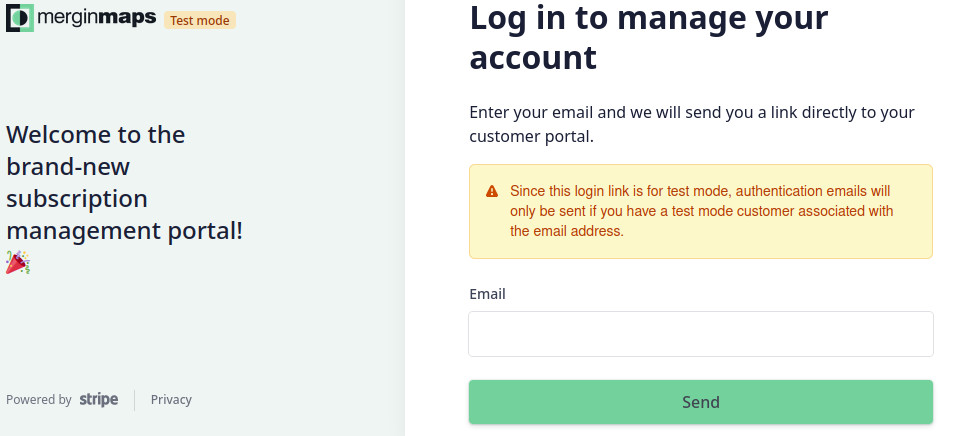 merginmaps Test mode
Welcome to the
brand-new
subscription
management portal!
Powered by stripe Privacy
Log in to manage your
account
Enter your email and we will send you a link directly to your
customer portal.
Since this login link is for test mode, authentication emails will
only be sent if you have a test mode customer associated with
the email address.
Email
Send